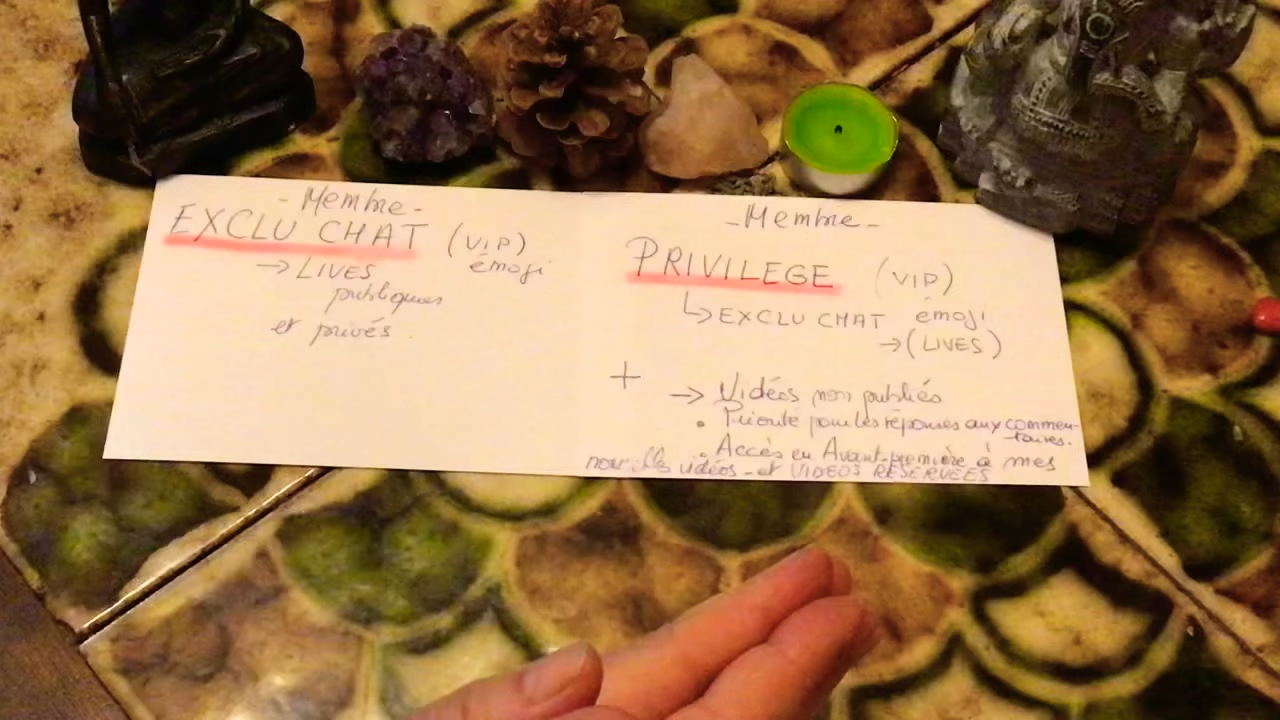 - Membre -
EXCLU CHAT (VIP)
émoji
→ LIVES
publiques
et privés.
- Membre -
PRIVILEGE (VIP)
↳ EXCLU CHAT émoji
→ (LIVES)
+
→ Vidéos non publiés
• Priorité pour les réponses aux commen-
taires.
• Accès en Avant-première à mes
nouvelles vidéos - et VIDEOS RESERVEES